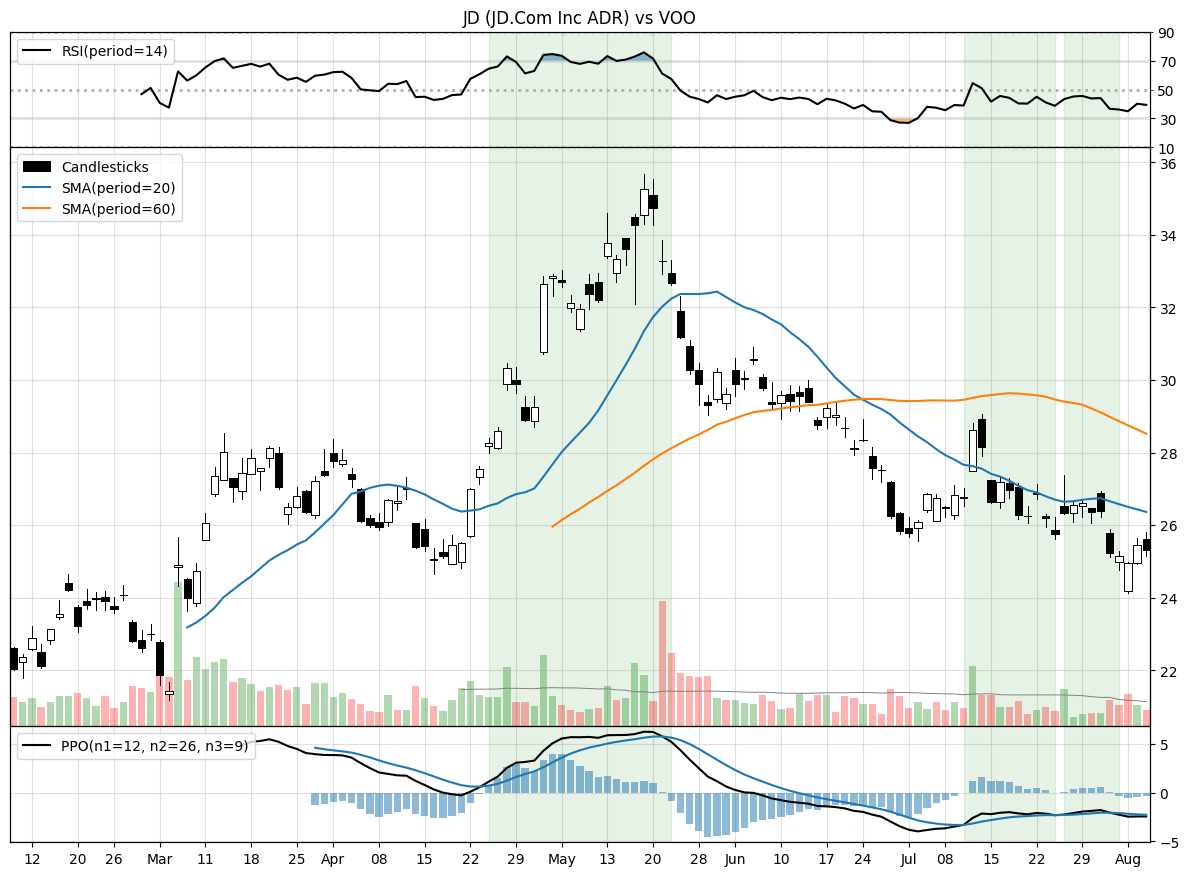 JD (JD.Com Inc ADR) vs VOO
RSI(period=14)
90
70
50
30
10
Candlesticks
SMA(period=20)
SMA(period=60)
36
34
32
30
28
26
24
22
PPO(n1=12, n2=26, n3=9)
5
0
−5
12 20 26 Mar 11 18 25 Apr 08 15 22 29 May 13 20 28 Jun 10 17 24 Jul 08 15 22 29 Aug